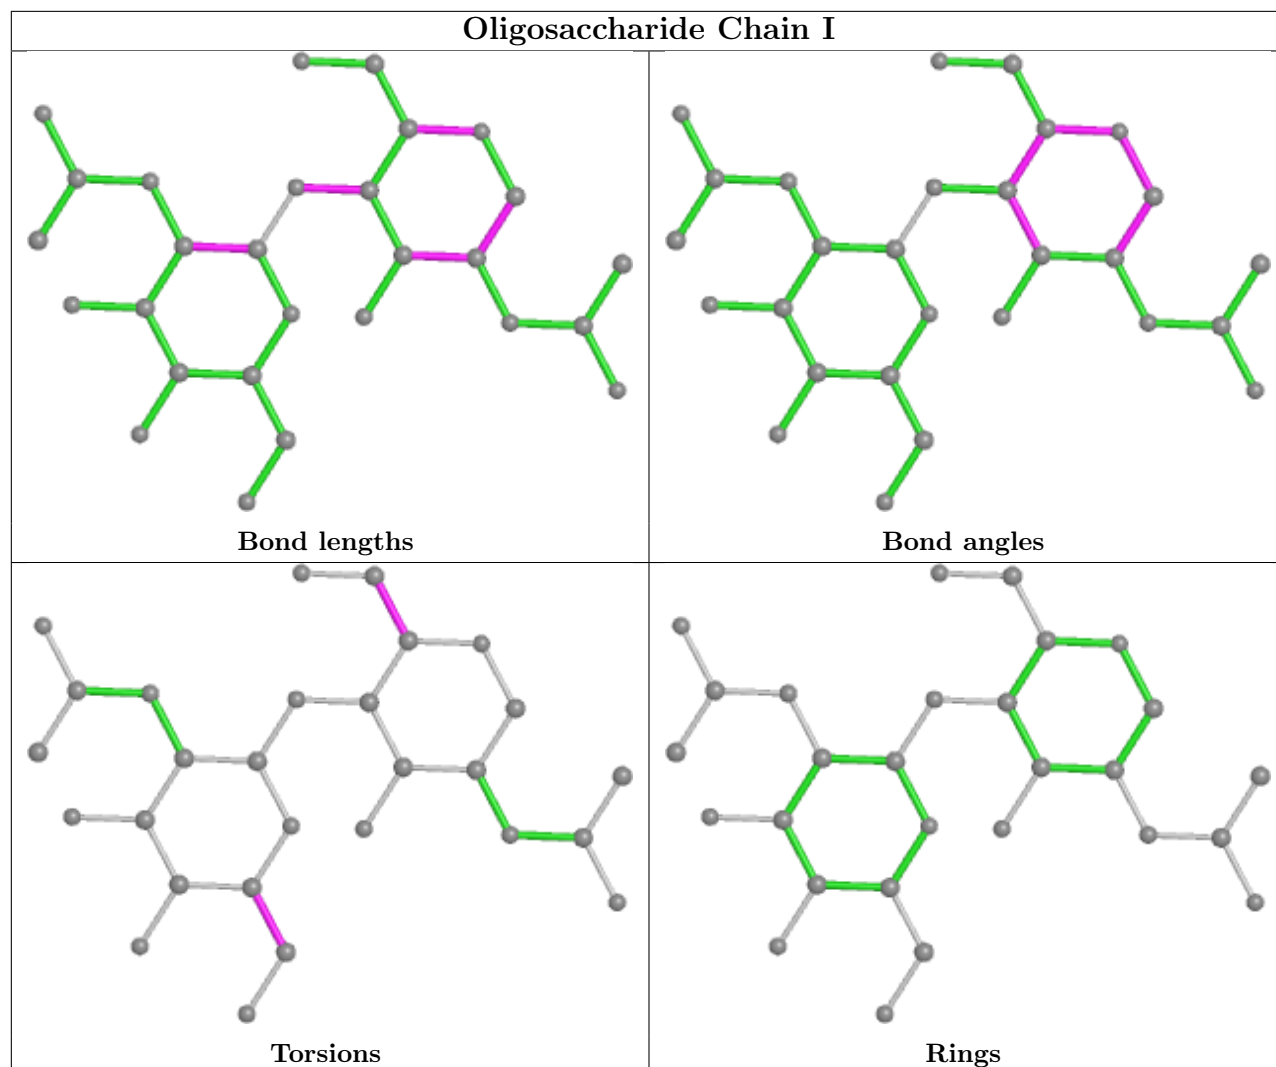 Oligosaccharide Chain I
Bond lengths
Bond angles
Torsions
Rings